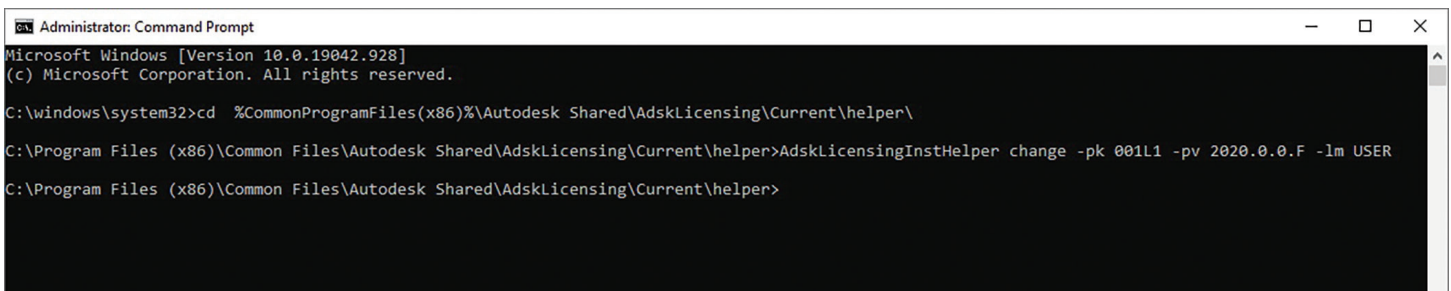 Administrator: Command Prompt
Microsoft Windows [Version 10.0.19042.928]
(c) Microsoft Corporation. All rights reserved.
C:\windows\system32>cd  %CommonProgramFiles(x86)%\Autodesk Shared\AdskLicensing\Current\helper\
C:\Program Files (x86)\Common Files\Autodesk Shared\AdskLicensing\Current\helper>AdskLicensingInstHelper change -pk 001L1 -pv 2020.0.0.F -lm USER
C:\Program Files (x86)\Common Files\Autodesk Shared\AdskLicensing\Current\helper>